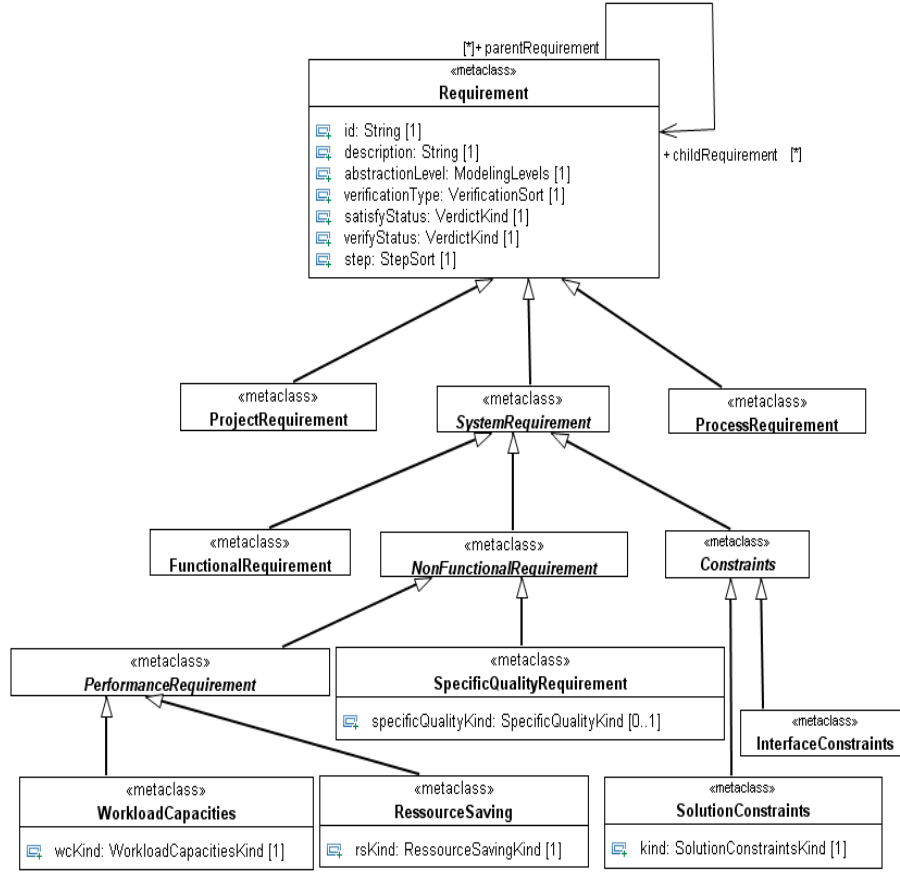 [*]+ parentRequirement
«metaclass»
Requirement
id: String [1]
description: String [1]
abstractionLevel: ModelingLevels [1]
verificationType: VerificationSort [1]
satisfyStatus: VerdictKind [1]
verifyStatus: VerdictKind [1]
step: StepSort [1]
+ childRequirement [*]
«metaclass»
ProjectRequirement
«metaclass»
SystemRequirement
«metaclass»
ProcessRequirement
«metaclass»
FunctionalRequirement
«metaclass»
NonFunctionalRequirement
«metaclass»
Constraints
«metaclass»
PerformanceRequirement
«metaclass»
SpecificQualityRequirement
specificQualityKind: SpecificQualityKind [0..1]
«metaclass»
InterfaceConstraints
«metaclass»
WorkloadCapacities
wcKind: WorkloadCapacitiesKind [1]
«metaclass»
RessourceSaving
rsKind: RessourceSavingKind [1]
«metaclass»
SolutionConstraints
kind: SolutionConstraintsKind [1]